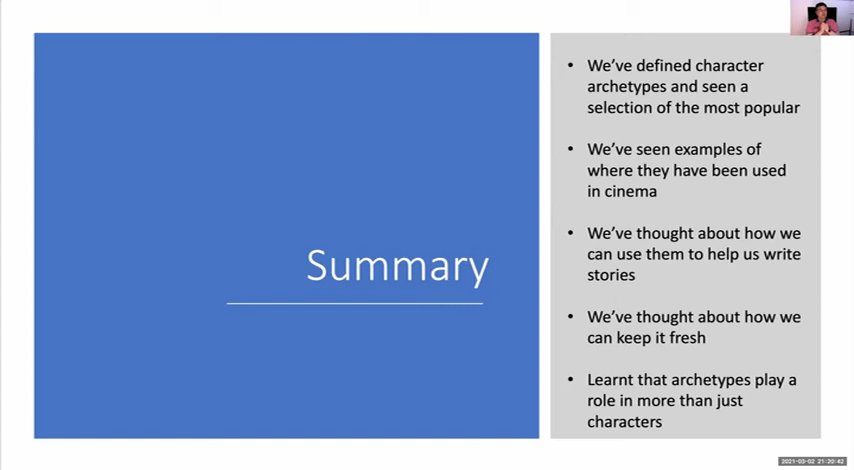 Summary
• We've defined character
archetypes and seen a
selection of the most popular
• We've seen examples of
where they have been used
in cinema
• We've thought about how we
can use them to help us write
stories
• We've thought about how we
can keep it fresh
• Learnt that archetypes play a
role in more than just
characters
2021-03-02 21:20:42